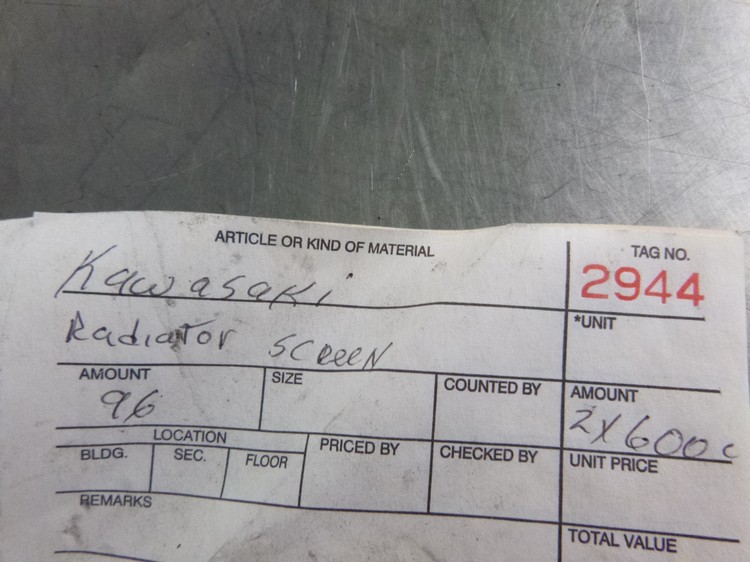 ARTICLE OR KIND OF MATERIAL
TAG NO.
Kawasaki
2944
*UNIT
Radiator SCREEN
AMOUNT
SIZE
COUNTED BY
AMOUNT
96
2X600c
LOCATION
PRICED BY
CHECKED BY
UNIT PRICE
BLDG.
SEC.
FLOOR
REMARKS
TOTAL VALUE